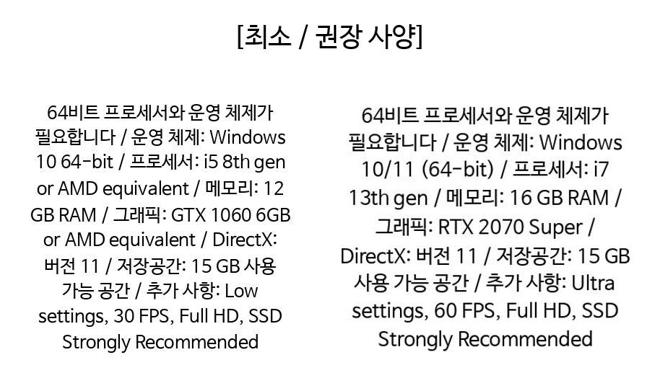 [최소 / 권장 사양]
64비트 프로세서와 운영 체제가
필요합니다 / 운영 체제: Windows
10 64-bit / 프로세서: i5 8th gen
or AMD equivalent / 메모리: 12
GB RAM / 그래픽: GTX 1060 6GB
or AMD equivalent / DirectX:
버전 11 / 저장공간: 15 GB 사용
가능 공간 / 추가 사항: Low
settings, 30 FPS, Full HD, SSD
Strongly Recommended
64비트 프로세서와 운영 체제가
필요합니다 / 운영 체제: Windows
10/11 (64-bit) / 프로세서: i7
13th gen / 메모리: 16 GB RAM /
그래픽: RTX 2070 Super /
DirectX: 버전 11 / 저장공간: 15 GB
사용 가능 공간 / 추가 사항: Ultra
settings, 60 FPS, Full HD, SSD
Strongly Recommended